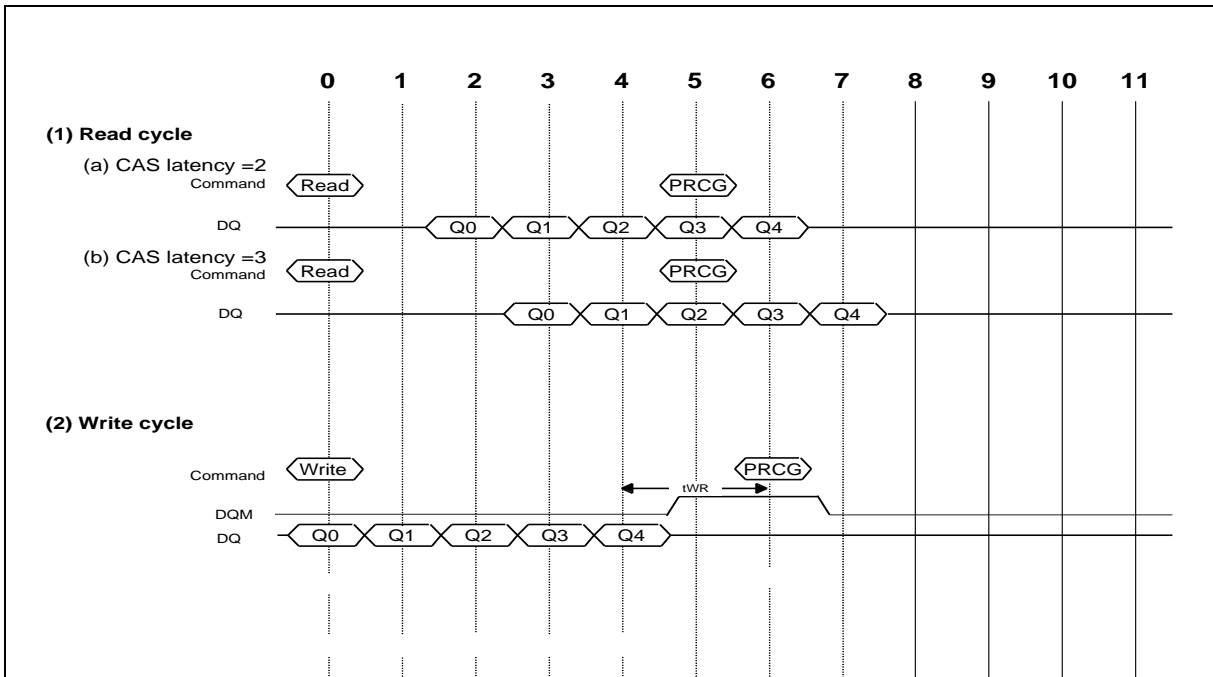 0 1 2 3 4 5 6 7 8 9 10 11
(1) Read cycle
(a) CAS latency =2
Command Read PRCG
DQ Q0 Q1 Q2 Q3 Q4
(b) CAS latency =3
Command Read PRCG
DQ Q0 Q1 Q2 Q3 Q4
(2) Write cycle
Command Write PRCG
tWR
DQM
DQ Q0 Q1 Q2 Q3 Q4